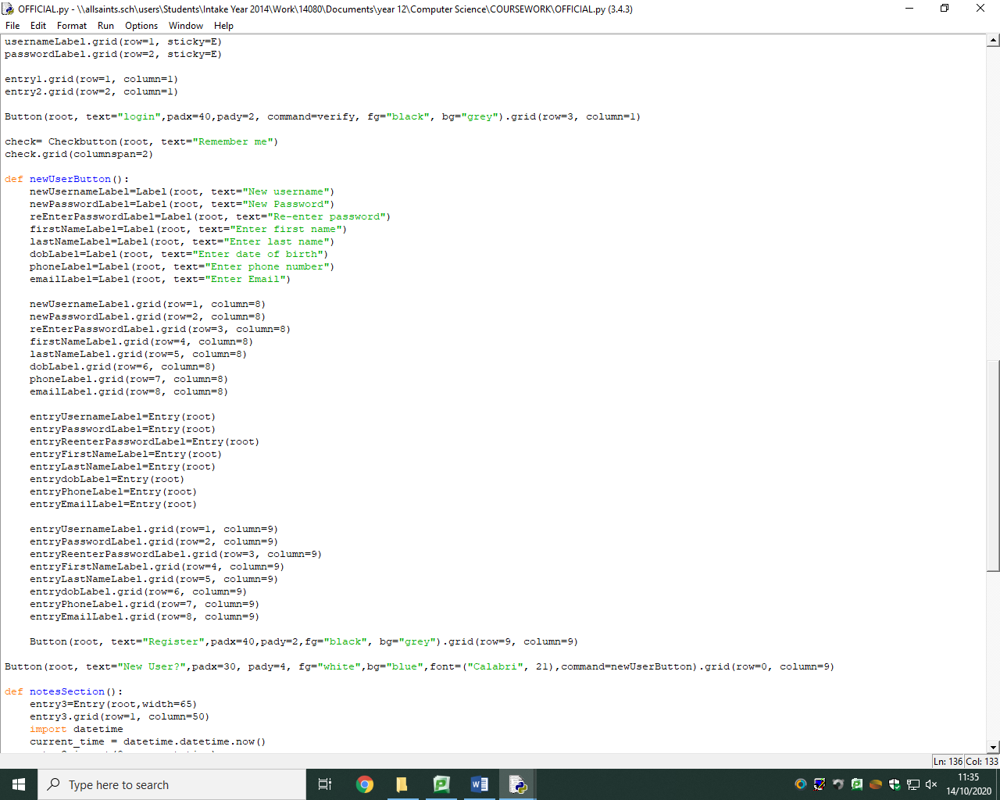 OFFICIAL.py - \\allsaints.sch\users\Students\Intake Year 2014\Work\14080\Documents\year 12\Computer Science\COURSEWORK\OFFICIAL.py (3.4.3)
File Edit Format Run Options Window Help
usernameLabel.grid(row=1, sticky=E)
passwordLabel.grid(row=2, sticky=E)

entry1.grid(row=1, column=1)
entry2.grid(row=2, column=1)

Button(root, text="login",padx=40,pady=2, command=verify, fg="black", bg="grey").grid(row=3, column=1)

check= Checkbutton(root, text="Remember me")
check.grid(columnspan=2)

def newUserButton():
    newUsernameLabel=Label(root, text="New username")
    newPasswordLabel=Label(root, text="New Password")
    reEnterPasswordLabel=Label(root, text="Re-enter password")
    firstNameLabel=Label(root, text="Enter first name")
    lastNameLabel=Label(root, text="Enter last name")
    dobLabel=Label(root, text="Enter date of birth")
    phoneLabel=Label(root, text="Enter phone number")
    emailLabel=Label(root, text="Enter Email")

    newUsernameLabel.grid(row=1, column=8)
    newPasswordLabel.grid(row=2, column=8)
    reEnterPasswordLabel.grid(row=3, column=8)
    firstNameLabel.grid(row=4, column=8)
    lastNameLabel.grid(row=5, column=8)
    dobLabel.grid(row=6, column=8)
    phoneLabel.grid(row=7, column=8)
    emailLabel.grid(row=8, column=8)

    entryUsernameLabel=Entry(root)
    entryPasswordLabel=Entry(root)
    entryReenterPasswordLabel=Entry(root)
    entryFirstNameLabel=Entry(root)
    entryLastNameLabel=Entry(root)
    entrydobLabel=Entry(root)
    entryPhoneLabel=Entry(root)
    entryEmailLabel=Entry(root)

    entryUsernameLabel.grid(row=1, column=9)
    entryPasswordLabel.grid(row=2, column=9)
    entryReenterPasswordLabel.grid(row=3, column=9)
    entryFirstNameLabel.grid(row=4, column=9)
    entryLastNameLabel.grid(row=5, column=9)
    entrydobLabel.grid(row=6, column=9)
    entryPhoneLabel.grid(row=7, column=9)
    entryEmailLabel.grid(row=8, column=9)

    Button(root, text="Register",padx=40,pady=2,fg="black", bg="grey").grid(row=9, column=9)

Button(root, text="New User?",padx=30, pady=4, fg="white",bg="blue",font=("Calabri", 21),command=newUserButton).grid(row=0, column=9)

def notesSection():
    entry3=Entry(root,width=65)
    entry3.grid(row=1, column=50)
    import datetime
    current_time = datetime.datetime.now()
Ln: 136 Col: 133
Type here to search
11:35
14/10/2020